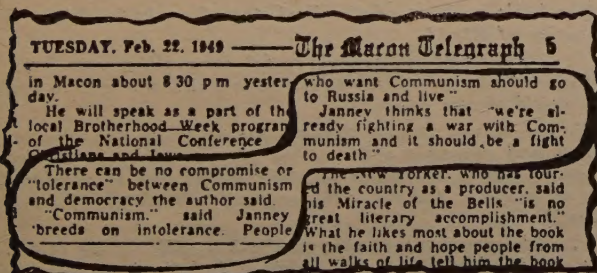 TUESDAY, Feb. 22, 1949 The Macon Telegraph 5
in Macon about 8 30 p m yester-
day.
He will speak as a part of the
local Brotherhood Week program
of the National Conference
Christians and Jews.
There can be no compromise or
"tolerance" between Communism
and democracy the author said.
"Communism." said Janney
'breeds on intolerance. People
who want Communism should go
to Russia and live"
Janney thinks that "we're al-
ready fighting a war with Com-
munism and it should be a fight
to death"
The New Yorker, who has tour-
ed the country as a producer, said
his Miracle of the Bells "is no
great literary accomplishment."
What he likes most about the book
is the faith and hope people from
all walks of life tell him the book